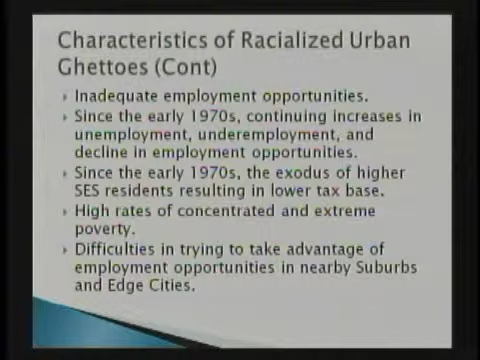 Characteristics of Racialized Urban
Ghettoes (Cont)
Inadequate employment opportunities.
Since the early 1970s, continuing increases in
unemployment, underemployment, and
decline in employment opportunities.
Since the early 1970s, the exodus of higher
SES residents resulting in lower tax base.
High rates of concentrated and extreme
poverty.
Difficulties in trying to take advantage of
employment opportunities in nearby Suburbs
and Edge Cities.